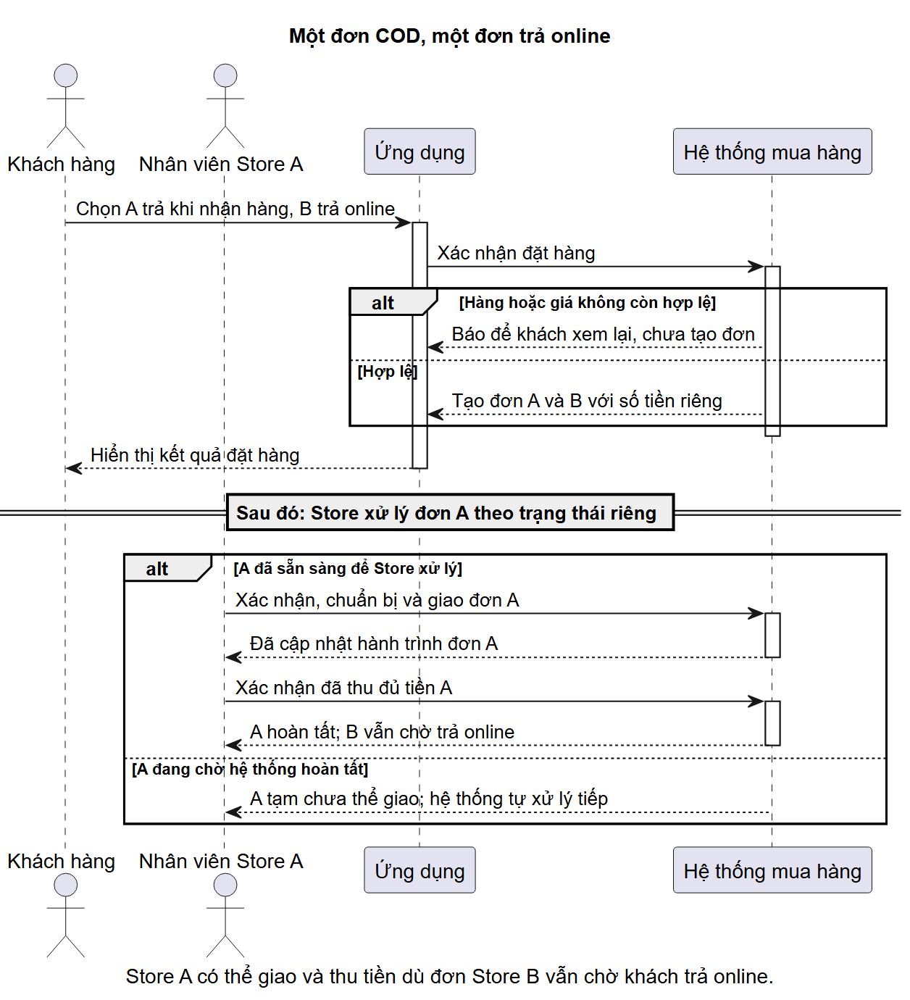 Một đơn COD, một đơn trả online
Khách hàng
Nhân viên Store A
Ứng dụng
Hệ thống mua hàng
Chọn A trả khi nhận hàng, B trả online
Xác nhận đặt hàng
alt
[Hàng hoặc giá không còn hợp lệ]
Báo để khách xem lại, chưa tạo đơn
[Hợp lệ]
Tạo đơn A và B với số tiền riêng
Hiển thị kết quả đặt hàng
Sau đó: Store xử lý đơn A theo trạng thái riêng
alt
[A đã sẵn sàng để Store xử lý]
Xác nhận, chuẩn bị và giao đơn A
Đã cập nhật hành trình đơn A
Xác nhận đã thu đủ tiền A
A hoàn tất; B vẫn chờ trả online
[A đang chờ hệ thống hoàn tất]
A tạm chưa thể giao; hệ thống tự xử lý tiếp
Khách hàng
Nhân viên Store A
Ứng dụng
Hệ thống mua hàng
Store A có thể giao và thu tiền dù đơn Store B vẫn chờ khách trả online.